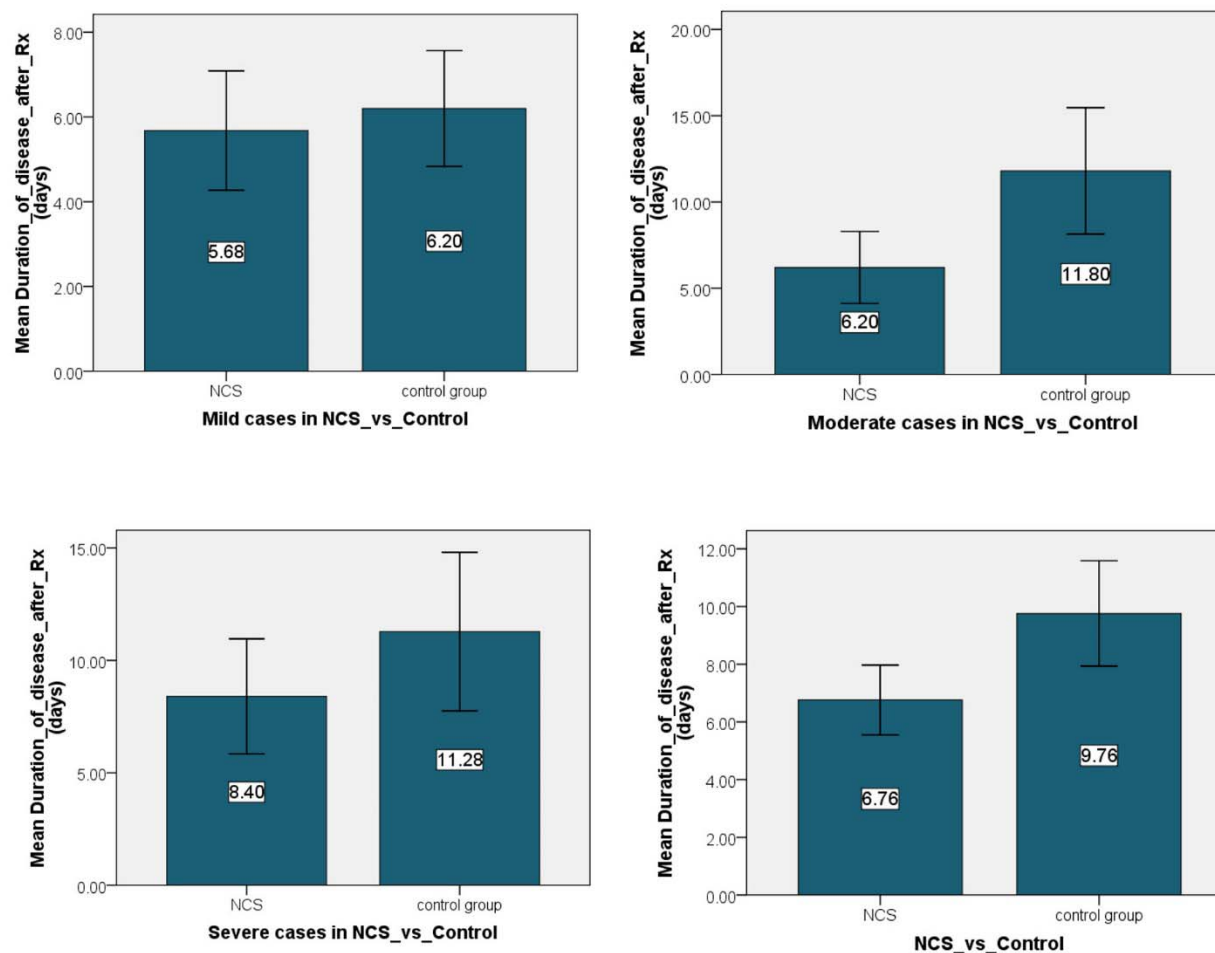 Mean Duration_of_disease_after_Rx
(days)
8.00
6.00
4.00
2.00
0.00
5.68
6.20
NCS
control group
Mild cases in NCS_vs_Control
Mean Duration_of_disease_after_Rx
(days)
20.00
15.00
10.00
5.00
0.00
6.20
11.80
NCS
control group
Moderate cases in NCS_vs_Control
Mean Duration_of_disease_after_Rx
(days)
15.00
10.00
5.00
0.00
8.40
11.28
NCS
control group
Severe cases in NCS_vs_Control
Mean Duration_of_disease_after_Rx
(days)
12.00
10.00
8.00
6.00
4.00
2.00
0.00
6.76
9.76
NCS
control group
NCS_vs_Control